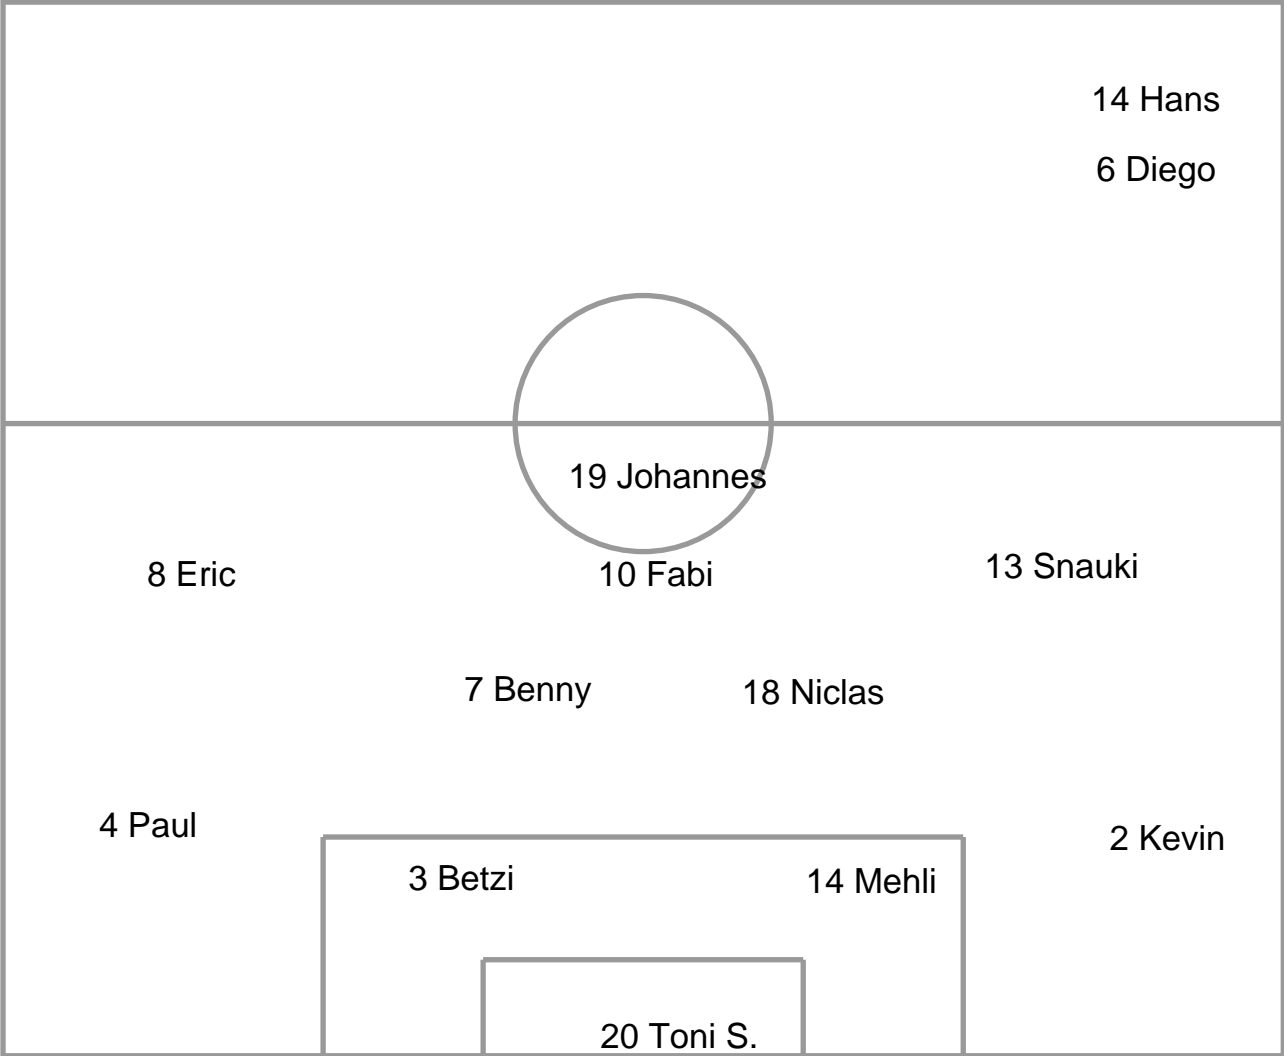 14 Hans
6 Diego
19 Johannes
8 Eric
10 Fabi
13 Snauki
7 Benny
18 Niclas
4 Paul
2 Kevin
3 Betzi
14 Mehli
20 Toni S.